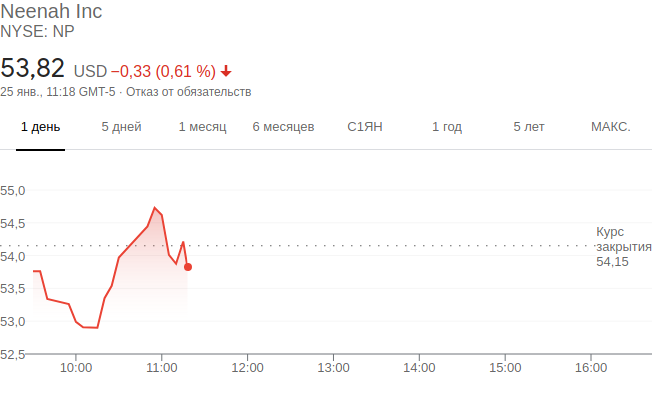 Neenah Inc
NYSE: NP
53,82 USD −0,33 (0,61 %)
25 янв., 11:18 GMT-5 · Отказ от обязательств
1 день 5 дней 1 месяц 6 месяцев С1ЯН 1 год 5 лет МАКС.
55,0
54,5
Курс
закрытия
54,15
54,0
53,5
53,0
52,5
10:00 11:00 12:00 13:00 14:00 15:00 16:00